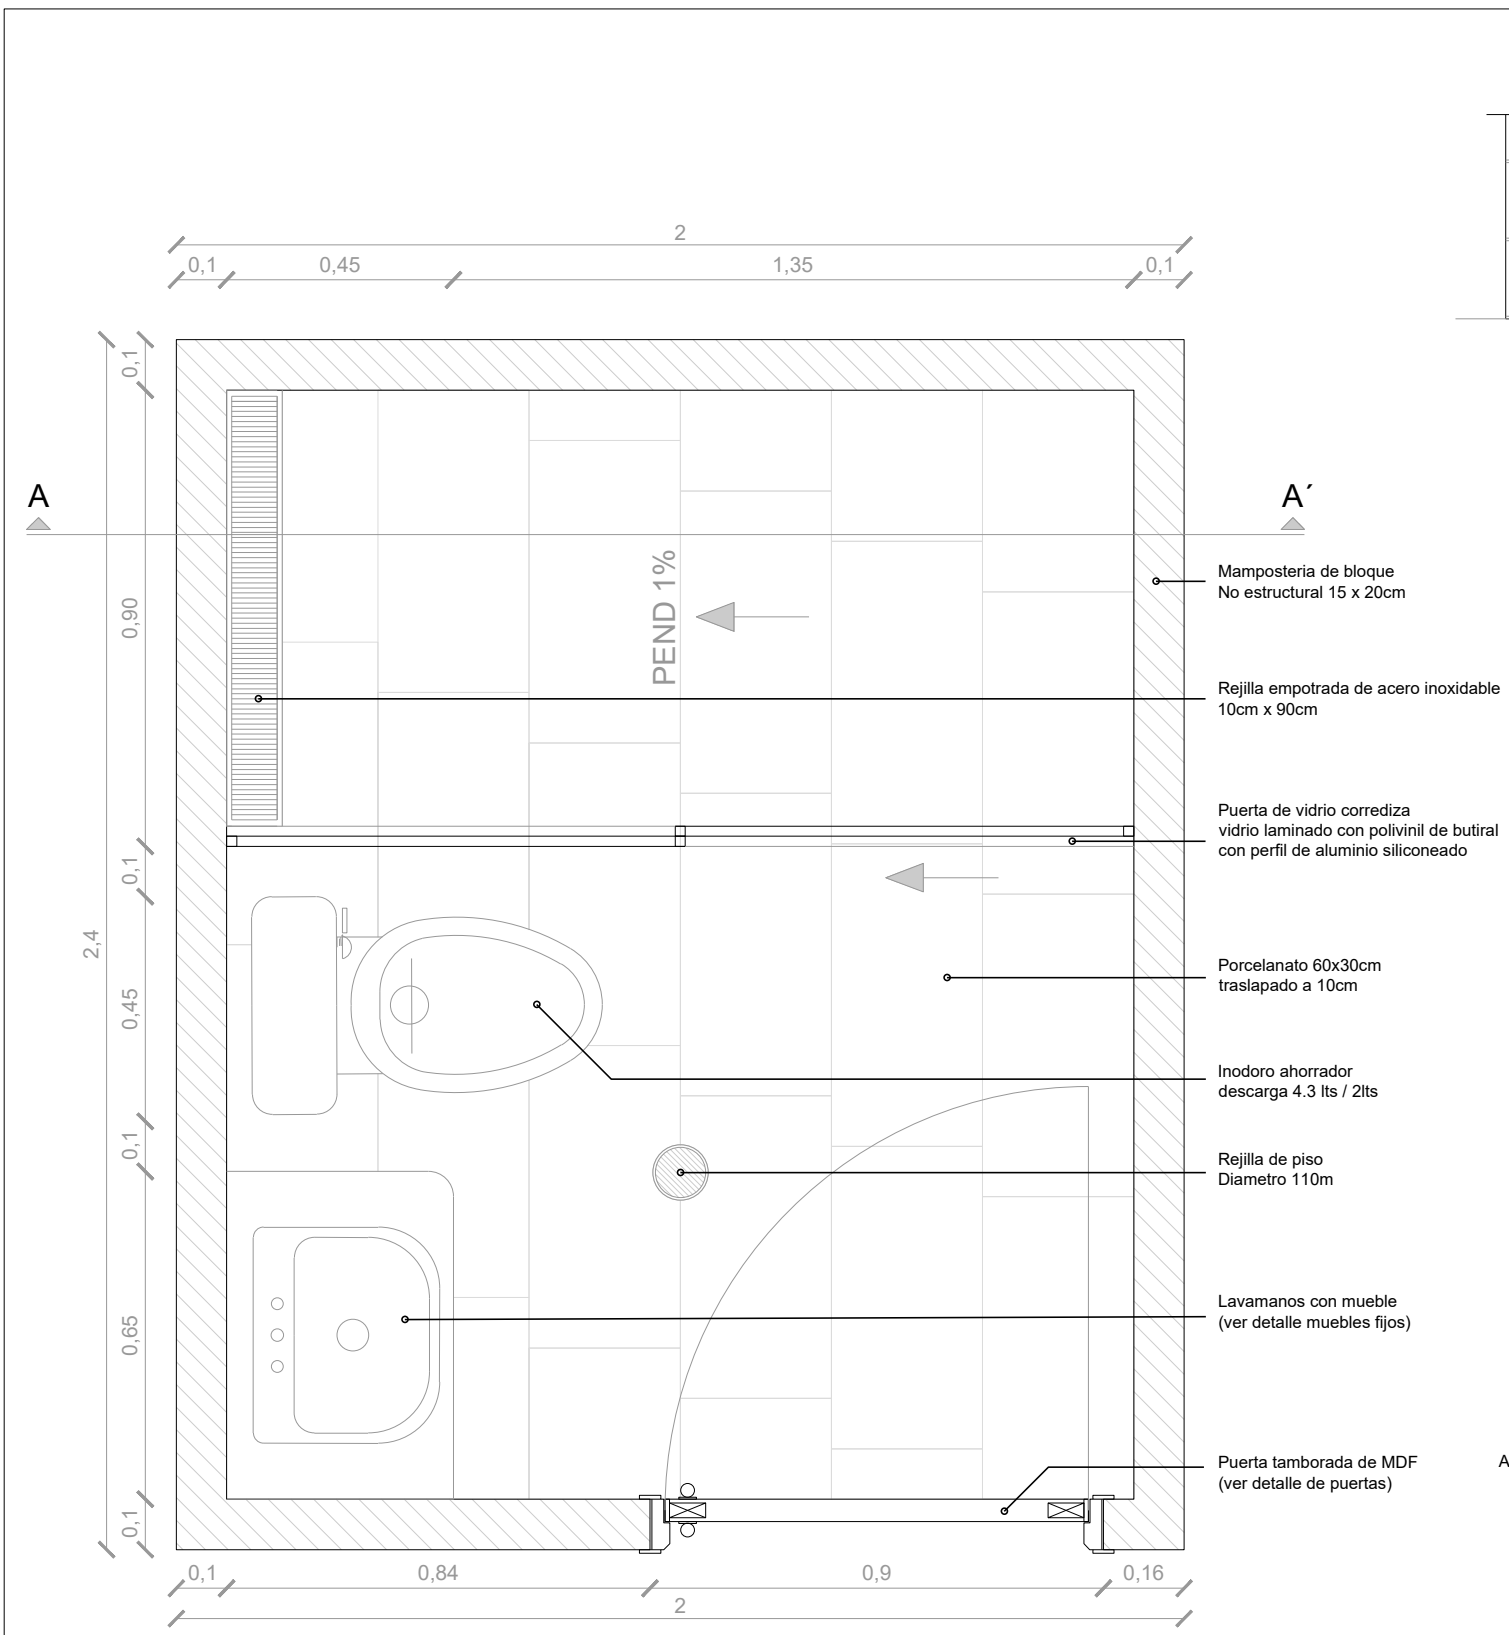 2
0,1
0,45
1,35
0,1
0,1
0,90
0,1
0,45
0,1
0,65
0,1
2,4
A
A´
PEND 1%
Mamposteria de bloque
No estructural 15 x 20cm
Rejilla empotrada de acero inoxidable
10cm x 90cm
Puerta de vidrio corrediza
vidrio laminado con polivinil de butiral
con perfil de aluminio siliconeado
Porcelanato 60x30cm
traslapado a 10cm
Inodoro ahorrador
descarga 4.3 lts / 2lts
Rejilla de piso
Diametro 110m
Lavamanos con mueble
(ver detalle muebles fijos)
Puerta tamborada de MDF
(ver detalle de puertas)
A
0,1
0,84
0,9
0,16
2